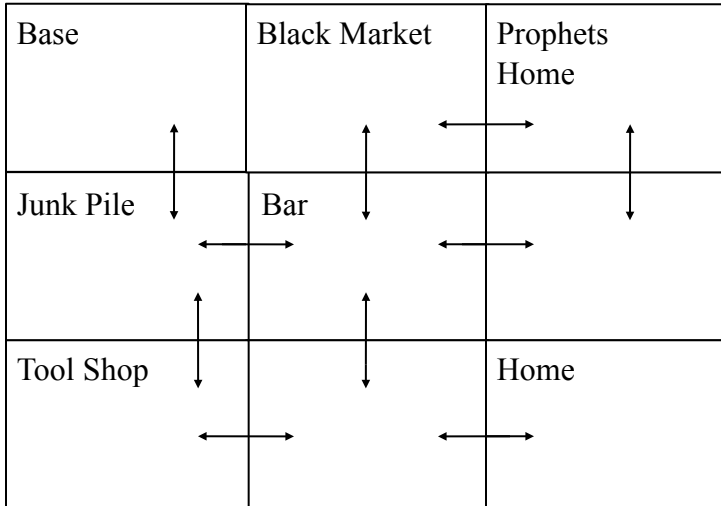 Base
Black Market
Prophets
Home
Junk Pile
Bar
Tool Shop
Home